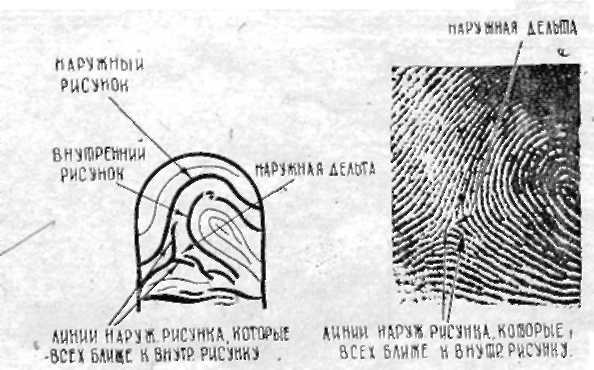 НАРУЖНАЯ ДЕЛЬТА
а
НАРУЖНЫЙ
РИСУНОК
ВНУТРЕННИЙ
РИСУНОК
НАРУЖНАЯ ДЕЛЬТА
ЛИНИИ НАРУЖ. РИСУНКА, КОТОРЫЕ
ВСЕХ БЛИЖЕ К ВНУТР. РИСУНКУ.
ЛИНИИ НАРУЖ. РИСУНКА, КОТОРЫЕ,
ВСЕХ БЛИЖЕ К ВНУТР. РИСУНКУ.